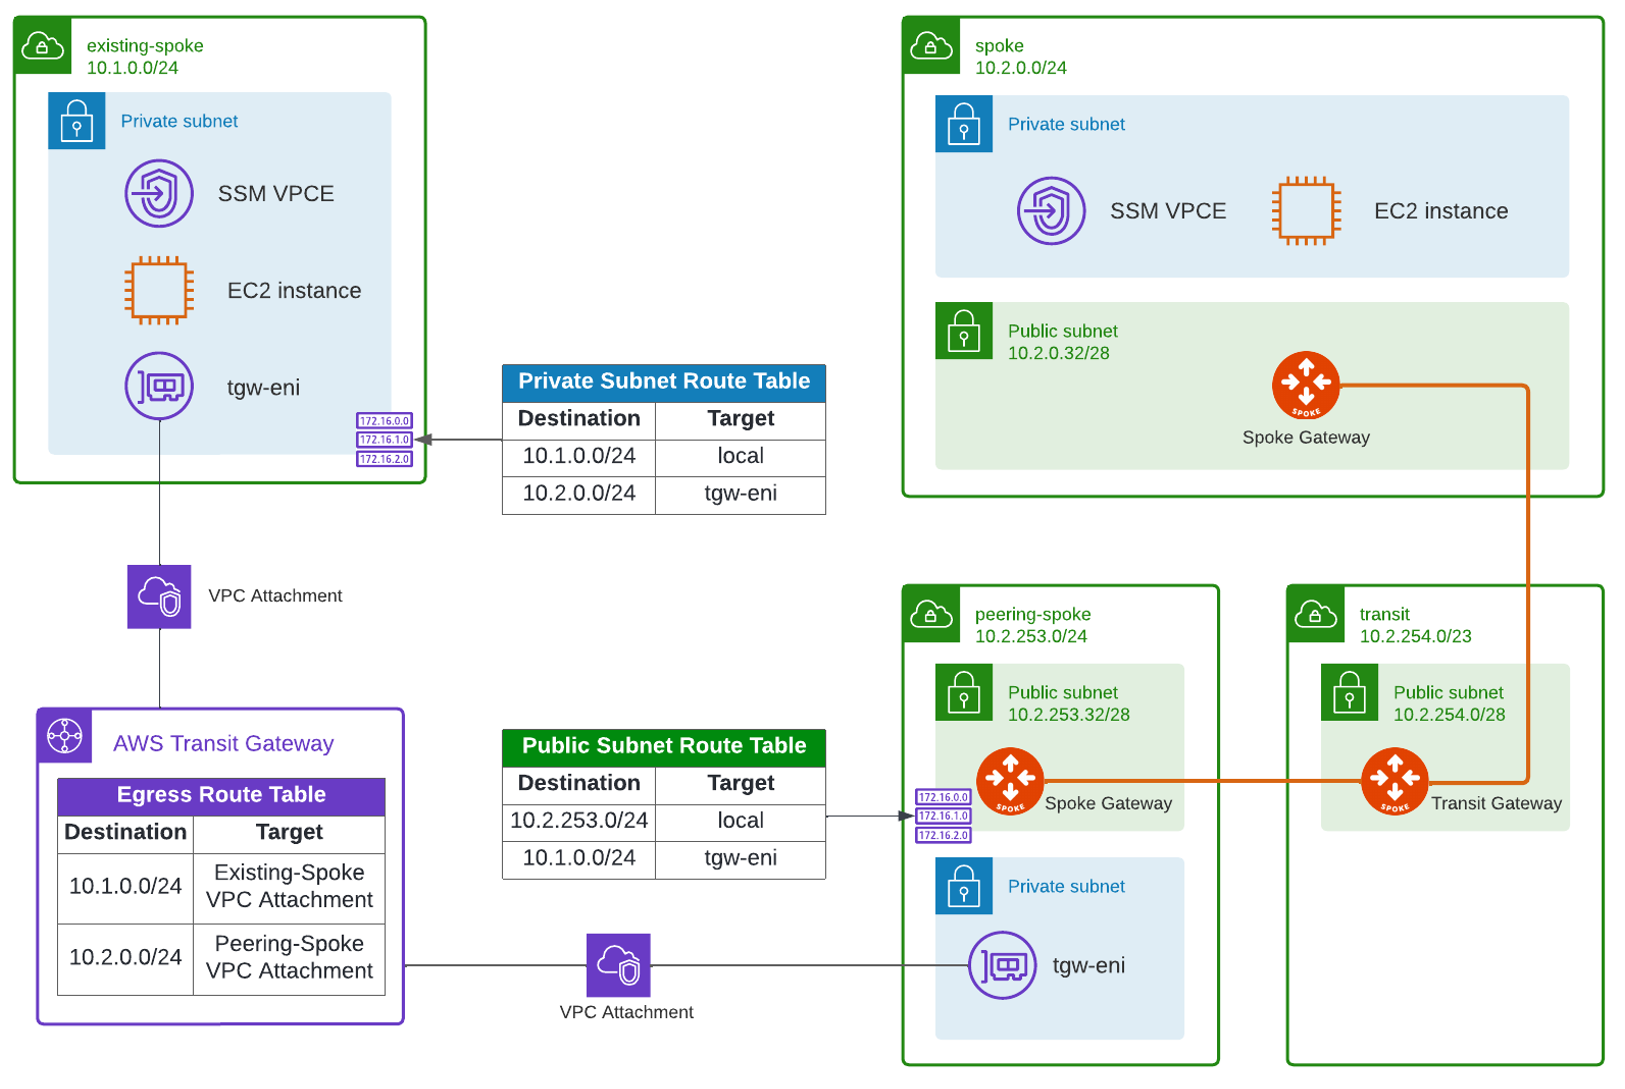 existing-spoke
10.1.0.0/24
Private subnet
SSM VPCE
EC2 instance
tgw-eni
172.16.0.0
172.16.1.0
172.16.2.0
Private Subnet Route Table
Destination Target
10.1.0.0/24 local
10.2.0.0/24 tgw-eni
spoke
10.2.0.0/24
Private subnet
SSM VPCE EC2 instance
Public subnet
10.2.0.32/28
SPOKE
Spoke Gateway
VPC Attachment
AWS Transit Gateway
Egress Route Table
Destination Target
10.1.0.0/24 Existing-Spoke
VPC Attachment
10.2.0.0/24 Peering-Spoke
VPC Attachment
VPC Attachment
Public Subnet Route Table
Destination Target
10.2.253.0/24 local
10.1.0.0/24 tgw-eni
peering-spoke
10.2.253.0/24
Public subnet
10.2.253.32/28
SPOKE
Spoke Gateway
172.16.0.0
172.16.1.0
172.16.2.0
Private subnet
tgw-eni
transit
10.2.254.0/23
Public subnet
10.2.254.0/28
SPOKE
Transit Gateway